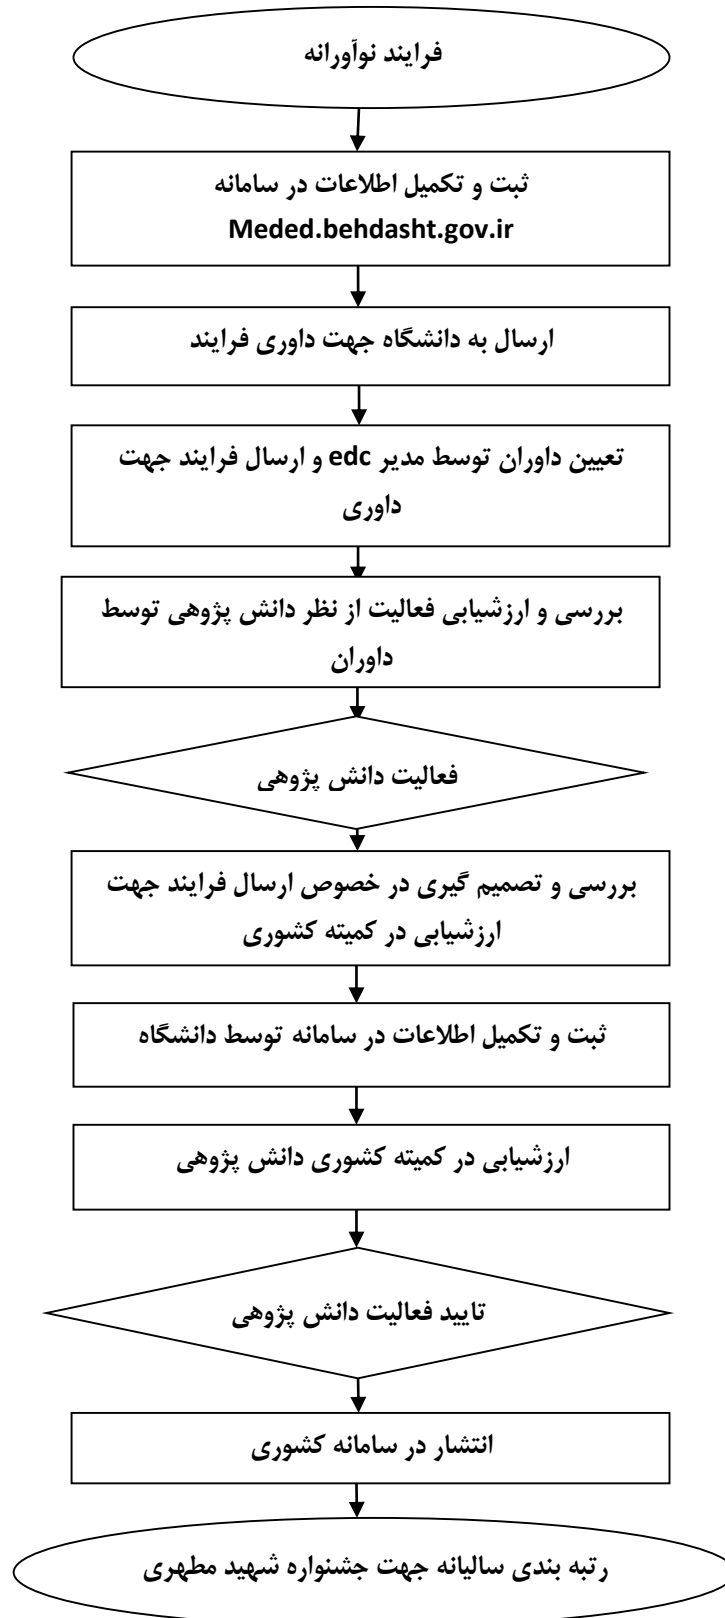 فرایند نوآورانه
ثبت و تکمیل اطلاعات در سامانه
Meded.behdasht.gov.ir
ارسال به دانشگاه جهت داوری فرایند
تعیین داوران توسط مدیر edc و ارسال فرایند جهت
داوری
بررسی و ارزشیابی فعالیت از نظر دانش پژوهی توسط
داوران
فعالیت دانش پژوهی
بررسی و تصمیم گیری در خصوص ارسال فرایند جهت
ارزشیابی در کمیته کشوری
ثبت و تکمیل اطلاعات در سامانه توسط دانشگاه
ارزشیابی در کمیته کشوری دانش پژوهی
تایید فعالیت دانش پژوهی
انتشار در سامانه کشوری
رتبه بندی سالیانه جهت جشنواره شهید مطهری